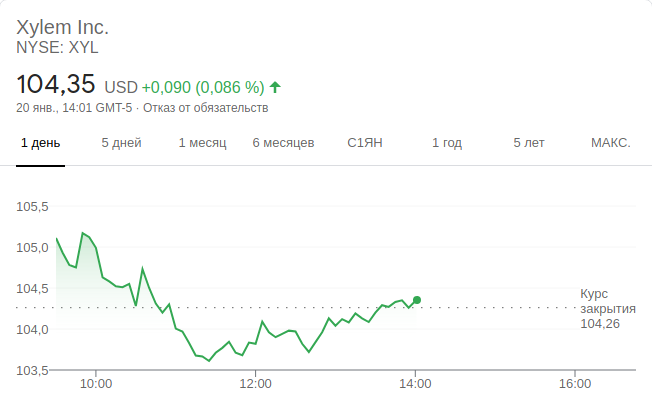 Xylem Inc.
NYSE: XYL
104,35 USD +0,090 (0,086 %)
20 янв., 14:01 GMT-5 · Отказ от обязательств
1 день 5 дней 1 месяц 6 месяцев С1ЯН 1 год 5 лет МАКС.
105,5
105,0
104,5
104,0
103,5
Курс
закрытия
104,26
10:00 12:00 14:00 16:00